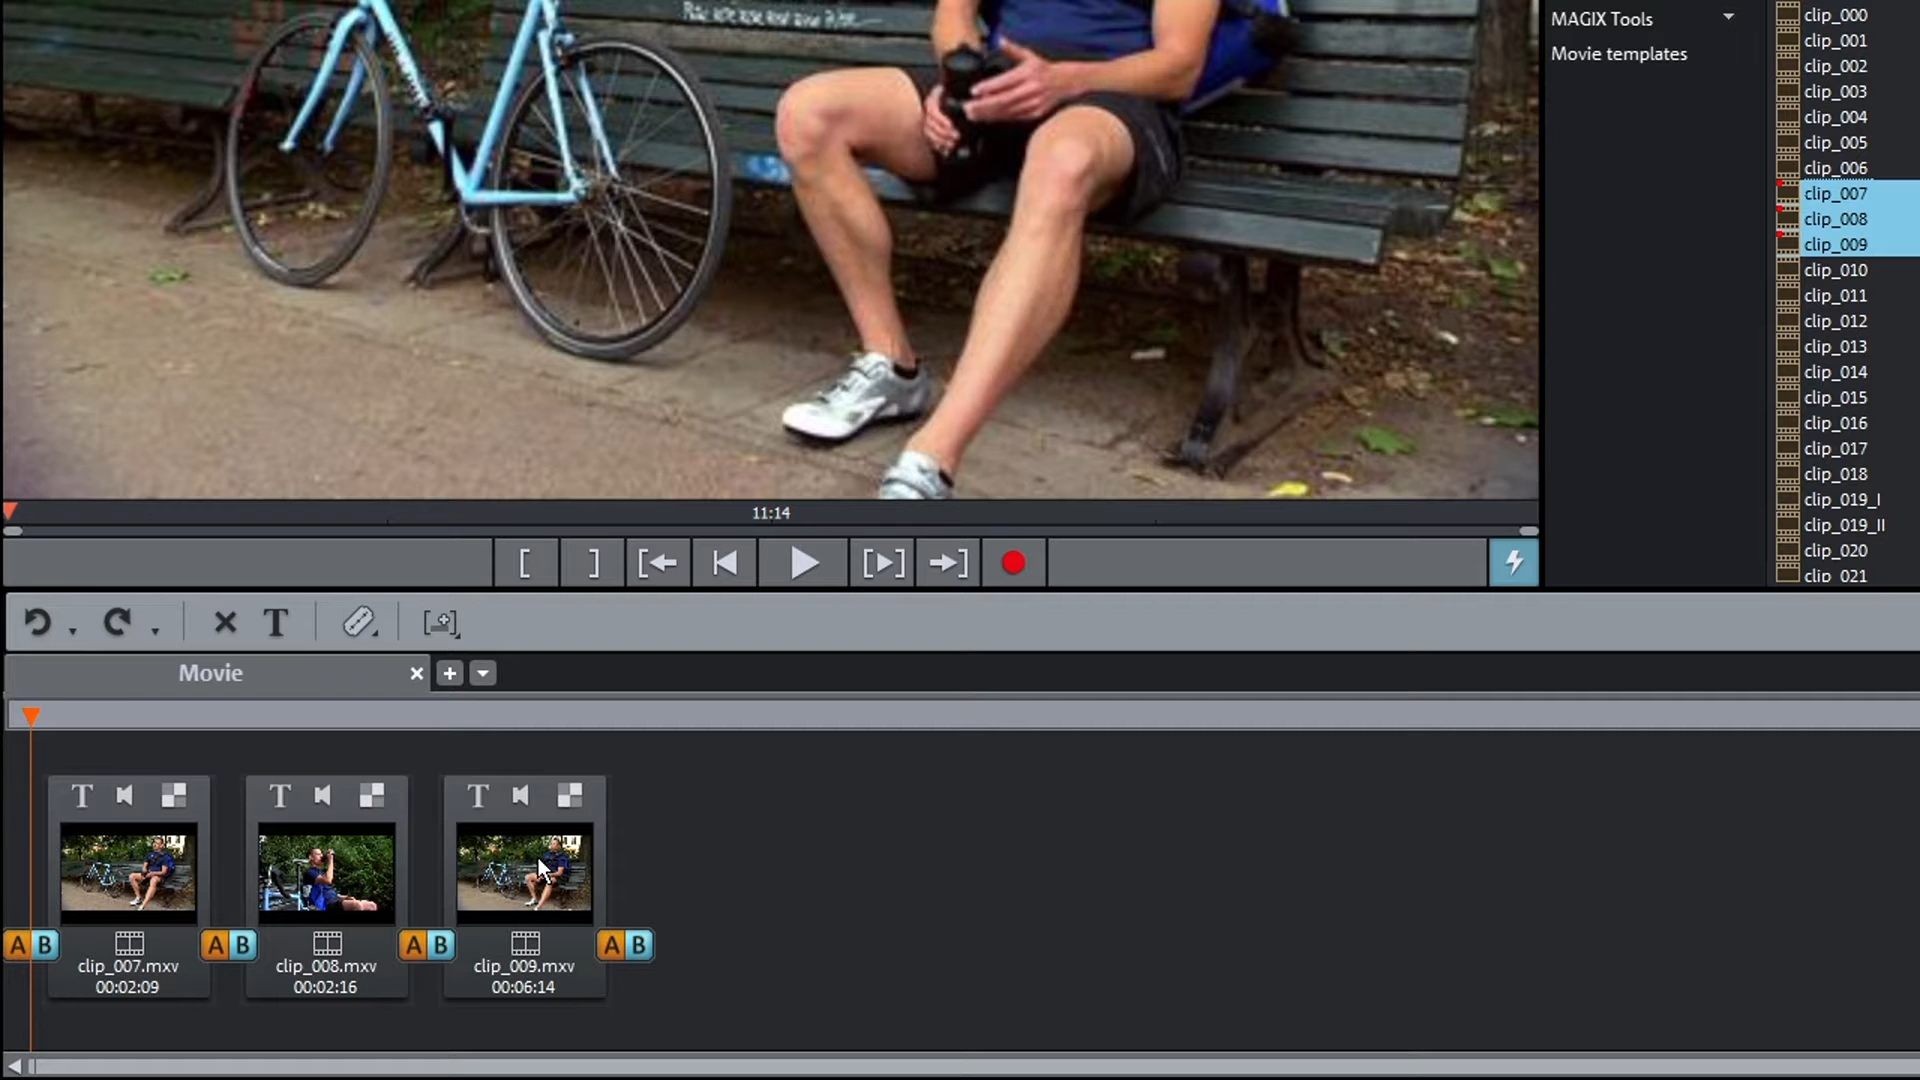 MAGIX Tools
Movie templates
clip_000
clip_001
clip_002
clip_003
clip_004
clip_005
clip_006
clip_007
clip_008
clip_009
clip_010
clip_011
clip_012
clip_013
clip_014
clip_015
clip_016
clip_017
clip_018
clip_019_I
clip_019_II
clip_020
clip_021
11:14
T
Movie
T T T
A B A B A B A B
clip_007.mxv clip_008.mxv clip_009.mxv
00:02:09 00:02:16 00:06:14